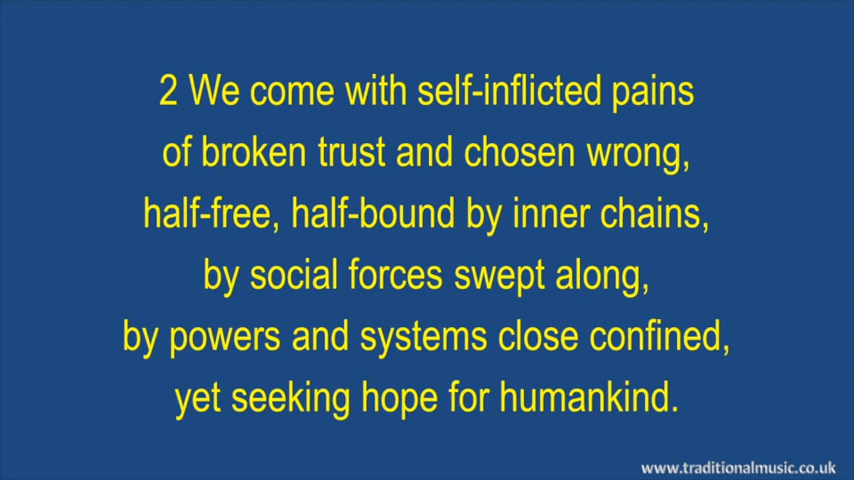 2 We come with self-inflicted pains
of broken trust and chosen wrong,
half-free, half-bound by inner chains,
by social forces swept along,
by powers and systems close confined,
yet seeking hope for humankind.
www.traditionalmusic.co.uk